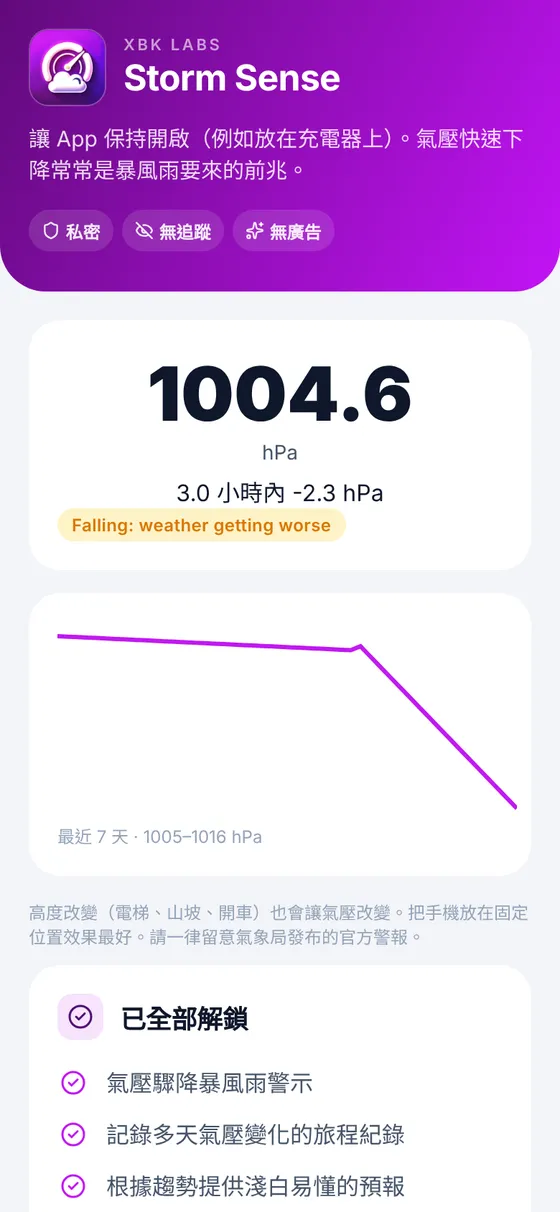 XBK LABS
Storm Sense
讓 App 保持開啟（例如放在充電器上）。氣壓快速下
降常常是暴風雨要來的前兆。
私密 無追蹤 無廣告
1004.6
hPa
3.0 小時內 -2.3 hPa
Falling: weather getting worse
最近 7 天 · 1005–1016 hPa
高度改變（電梯、山坡、開車）也會讓氣壓改變。把手機放在固定
位置效果最好。請一律留意氣象局發布的官方警報。
已全部解鎖
氣壓驟降暴風雨警示
記錄多天氣壓變化的旅程紀錄
根據趨勢提供淺白易懂的預報